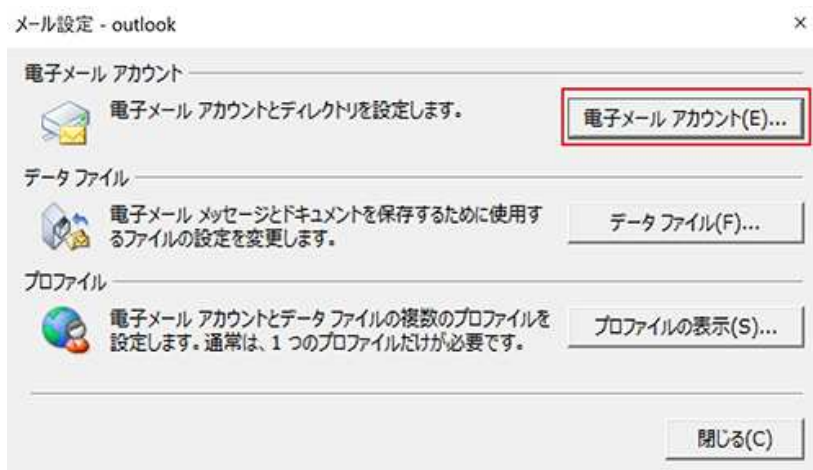 メール設定 - outlook
×
電子メール アカウント
電子メール アカウントとディレクトリを設定します。
電子メール アカウント(E)...
データ ファイル
電子メール メッセージとドキュメントを保存するために使用す
るファイルの設定を変更します。
データ ファイル(F)...
プロファイル
電子メール アカウントとデータ ファイルの複数のプロファイルを
設定します。通常は、1 つのプロファイルだけが必要です。
プロファイルの表示(S)...
閉じる(C)